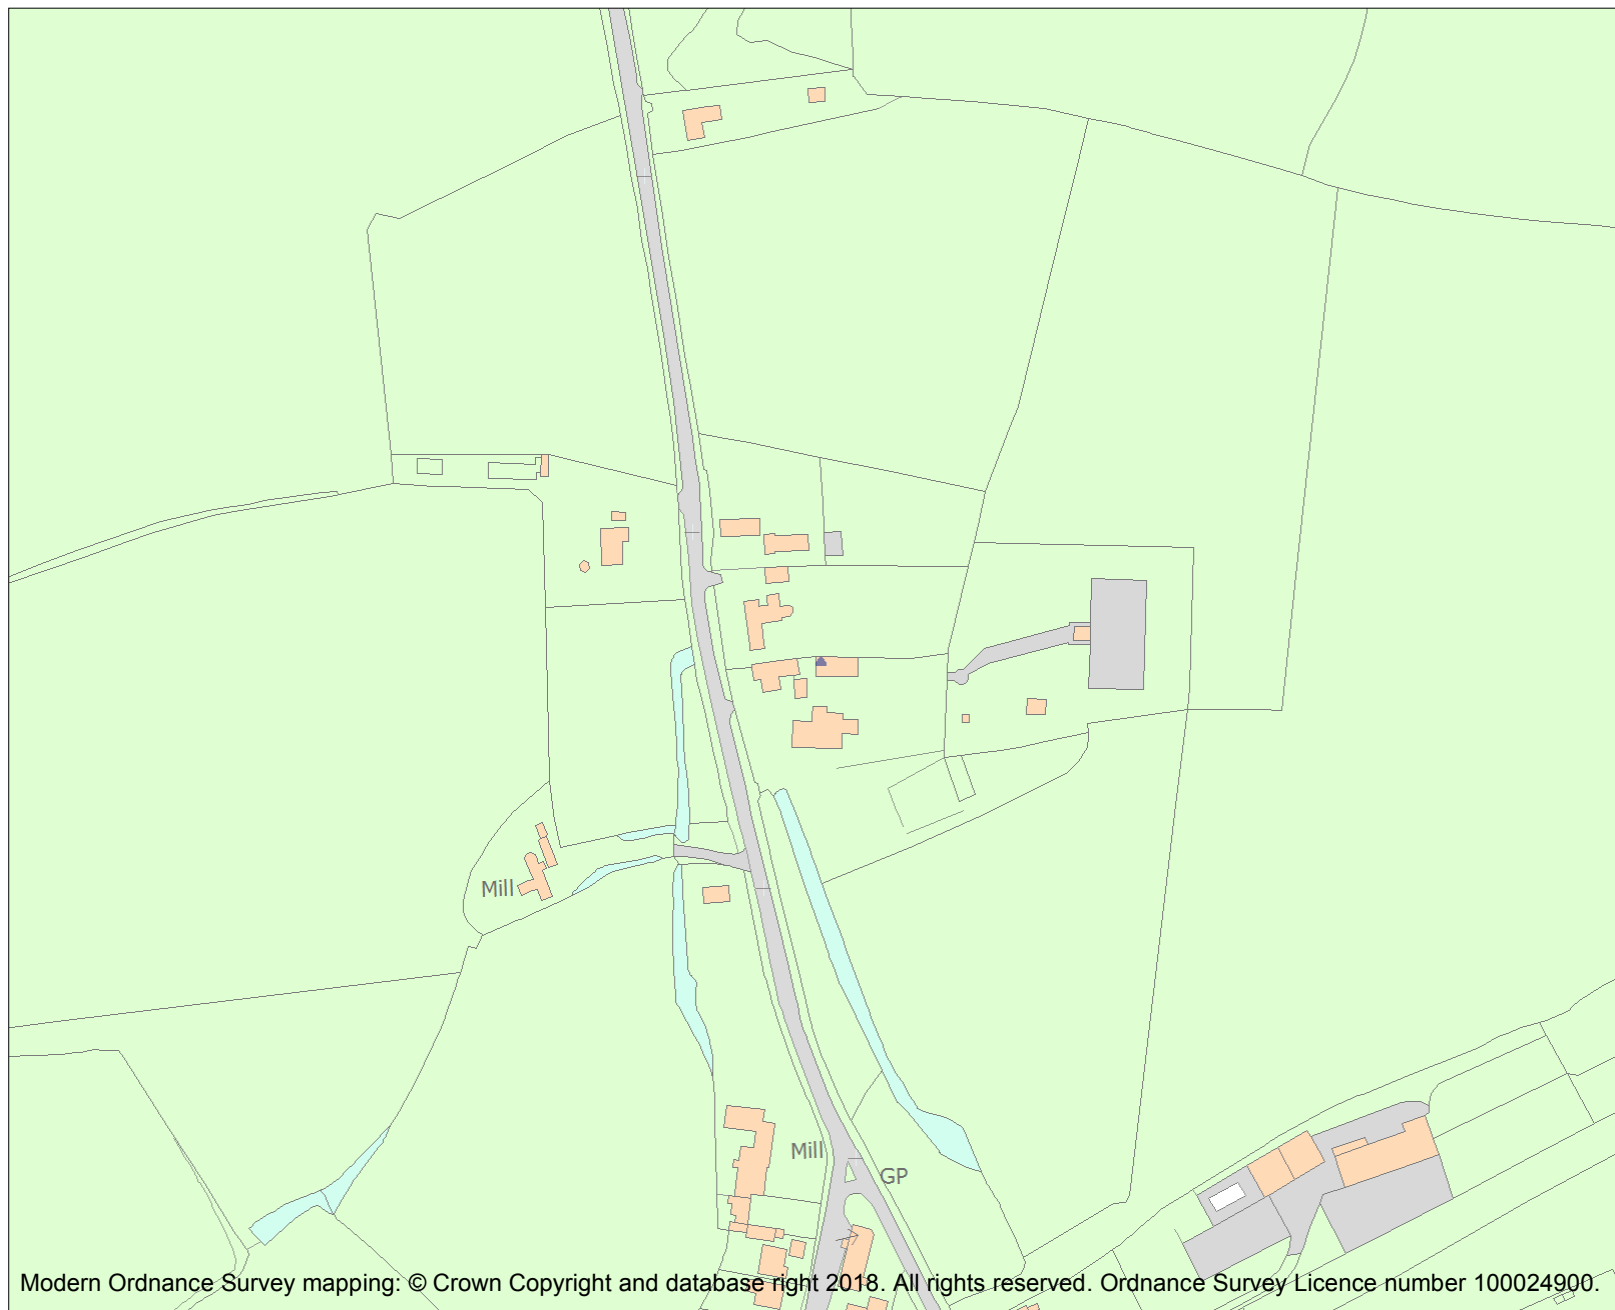 Mill
Mill
GP
Modern Ordnance Survey mapping: © Crown Copyright and database right 2018. All rights reserved. Ordnance Survey Licence number 100024900.